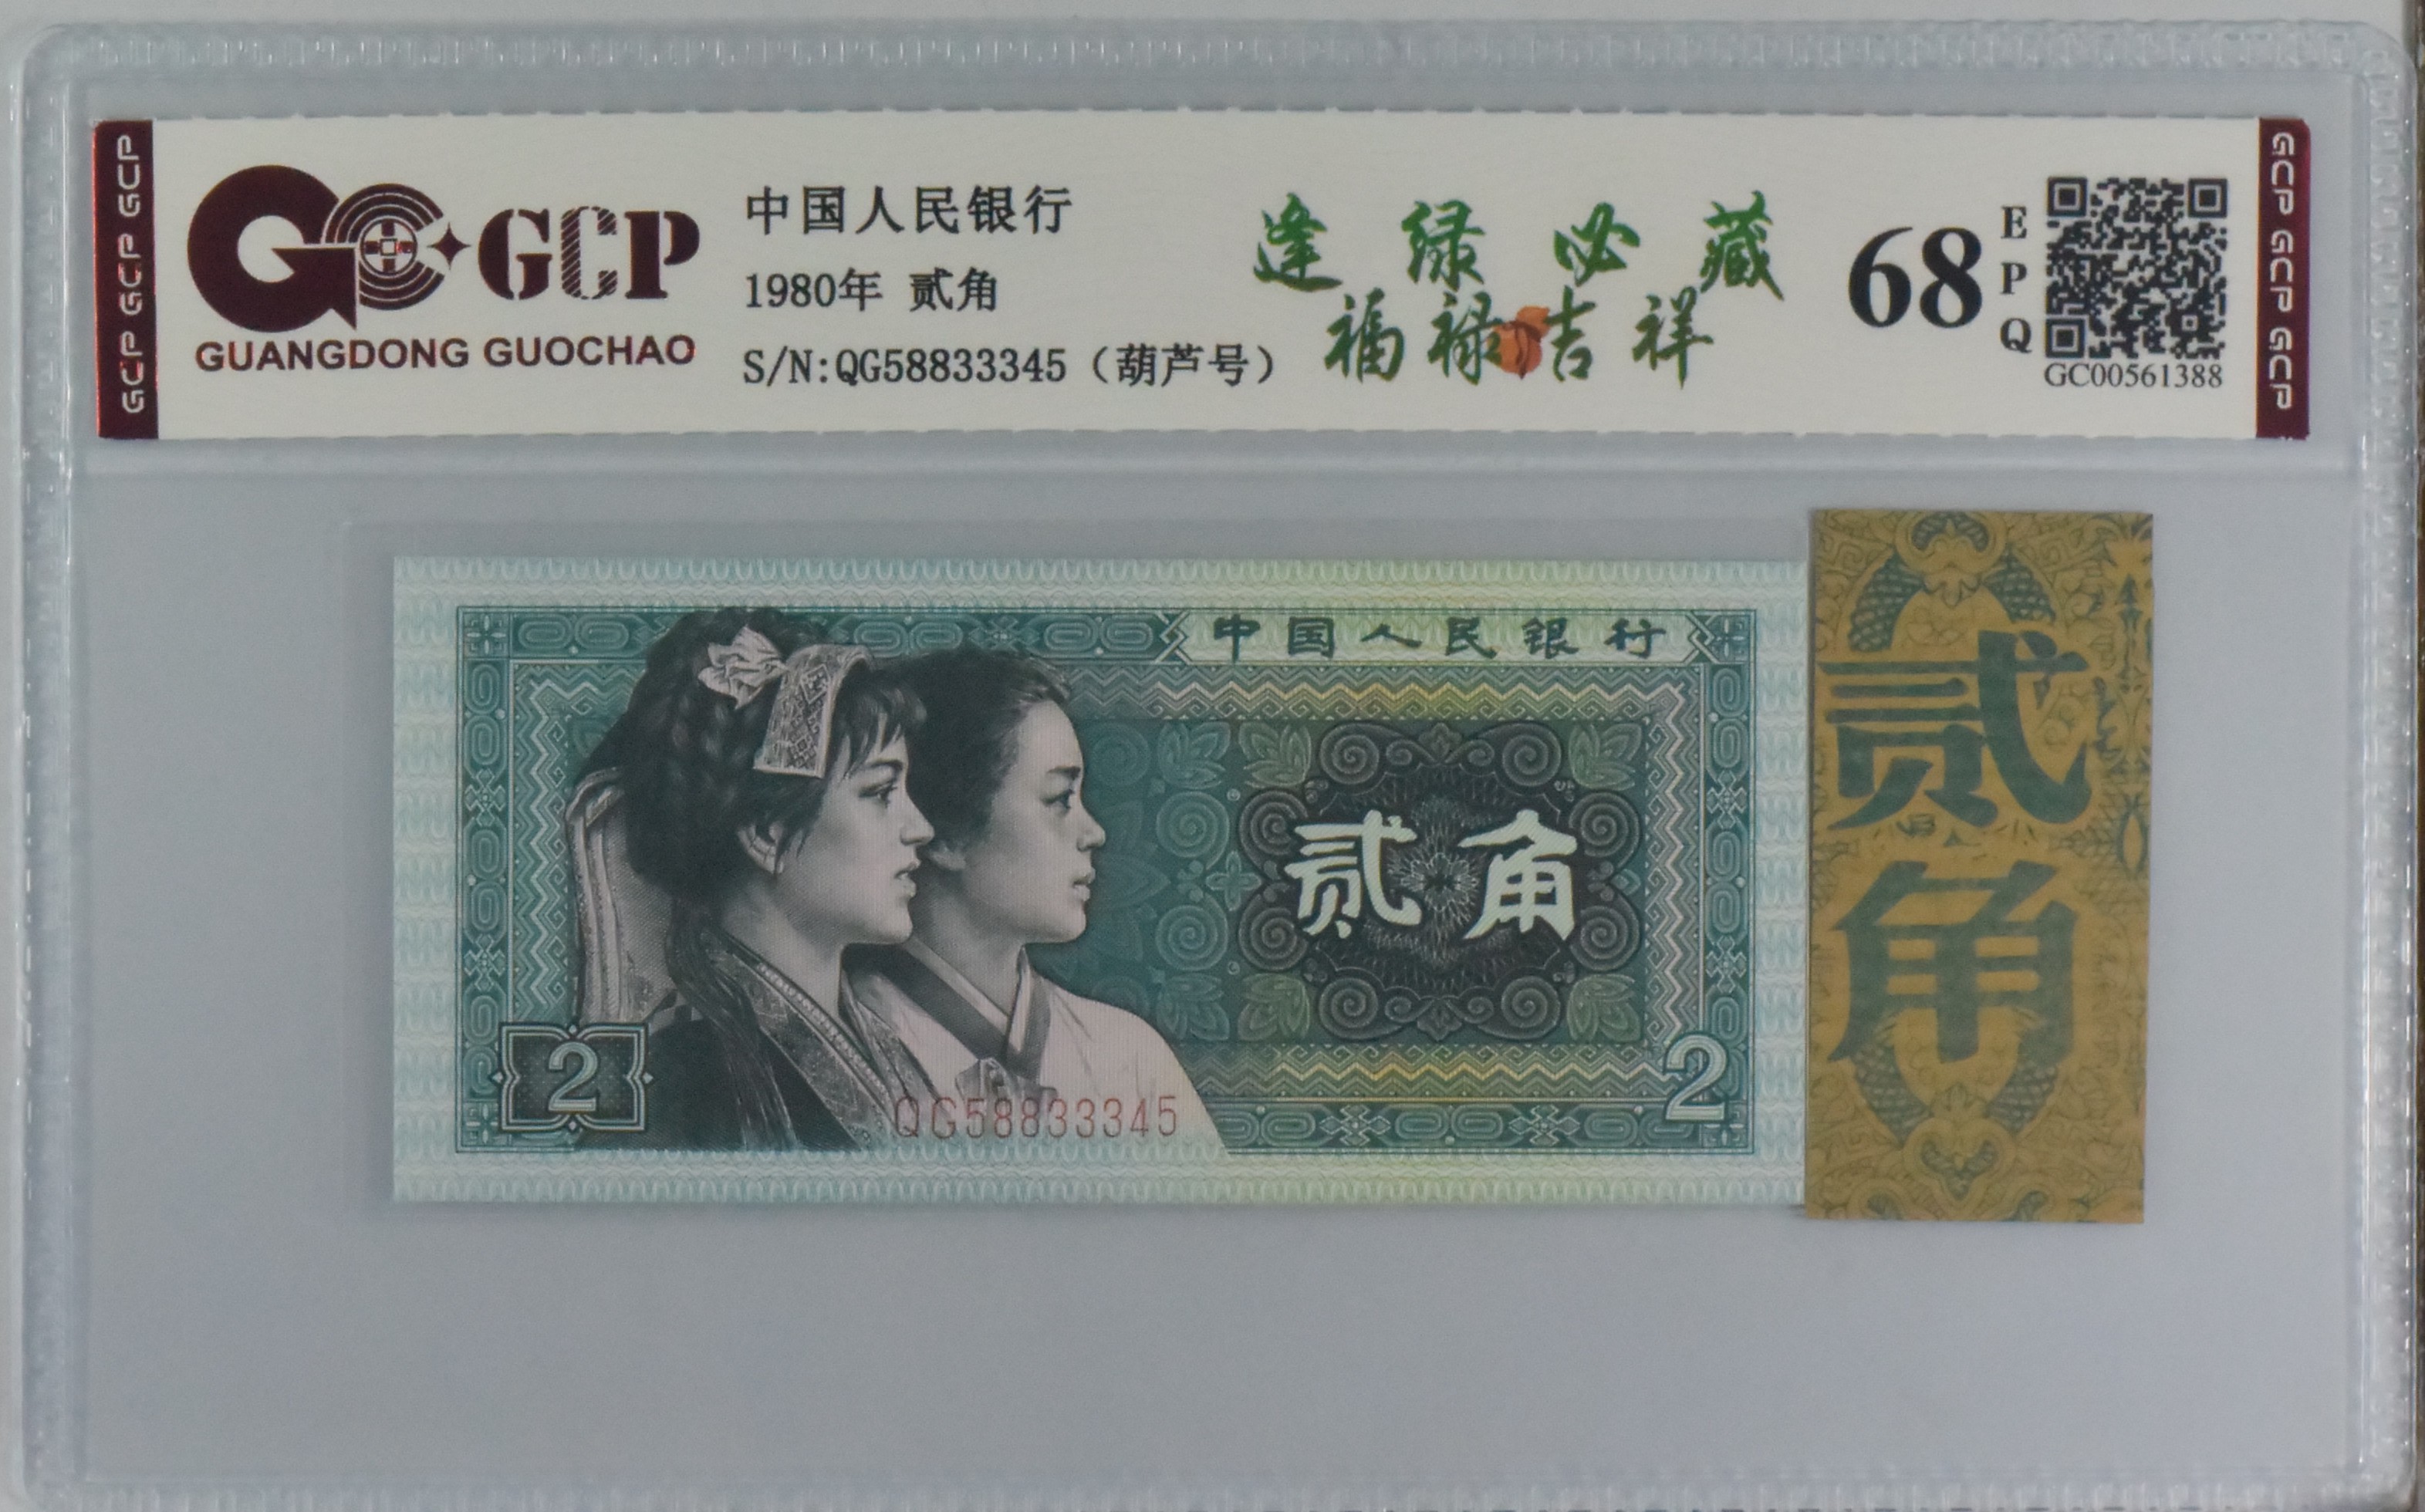 GCP GCP GCP
GCP
GUANGDONG GUOCHAO
中国人民银行
1980年 贰角
S/N:QG58833345（葫芦号）
逢绿必藏
福禄吉祥
68
EPQ
GC00561388
GCP GCP GCP
中国人民银行
贰角
2
QG58833345
2
贰角